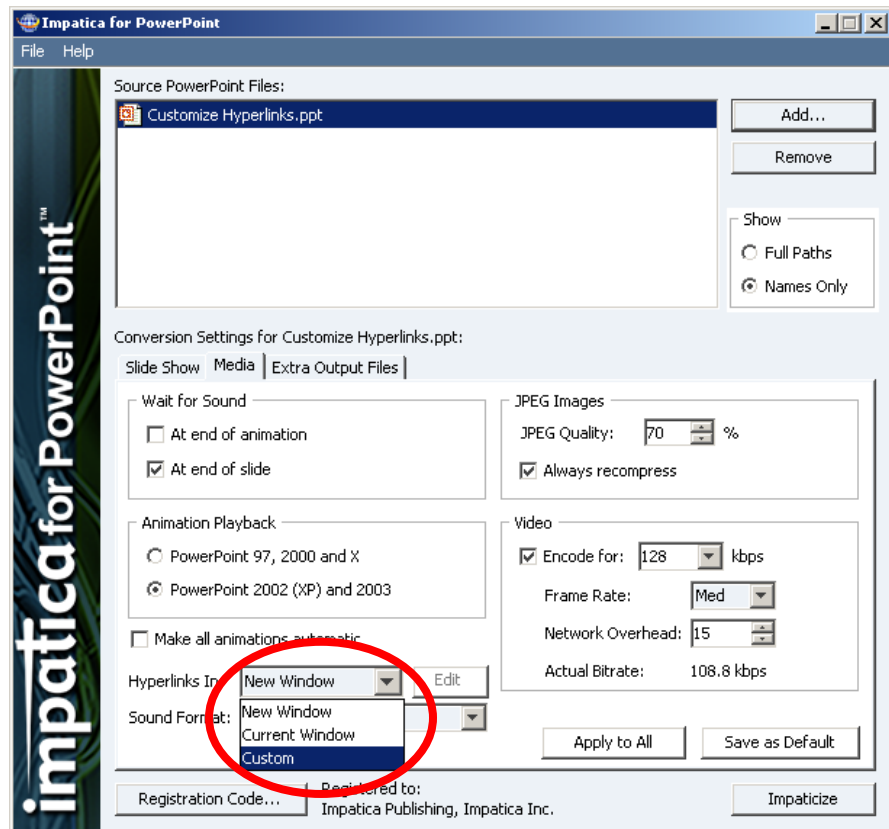 Impatica for PowerPoint
File Help
impatica for PowerPoint™
Source PowerPoint Files:
Customize Hyperlinks.ppt
Add...
Remove
Show
Full Paths
Names Only
Conversion Settings for Customize Hyperlinks.ppt:
Slide Show Media Extra Output Files
Wait for Sound
At end of animation
At end of slide
JPEG Images
JPEG Quality: 70 %
Always recompress
Animation Playback
PowerPoint 97, 2000 and X
PowerPoint 2002 (XP) and 2003
Video
Encode for: 128 kbps
Frame Rate: Med
Network Overhead: 15
Actual Bitrate: 108.8 kbps
Make all animations automatic
Hyperlinks In New Window Edit
Sound Format:
New Window
Current Window
Custom
Apply to All Save as Default
Registration Code...
Registered to:
Impatica Publishing, Impatica Inc.
Impaticize